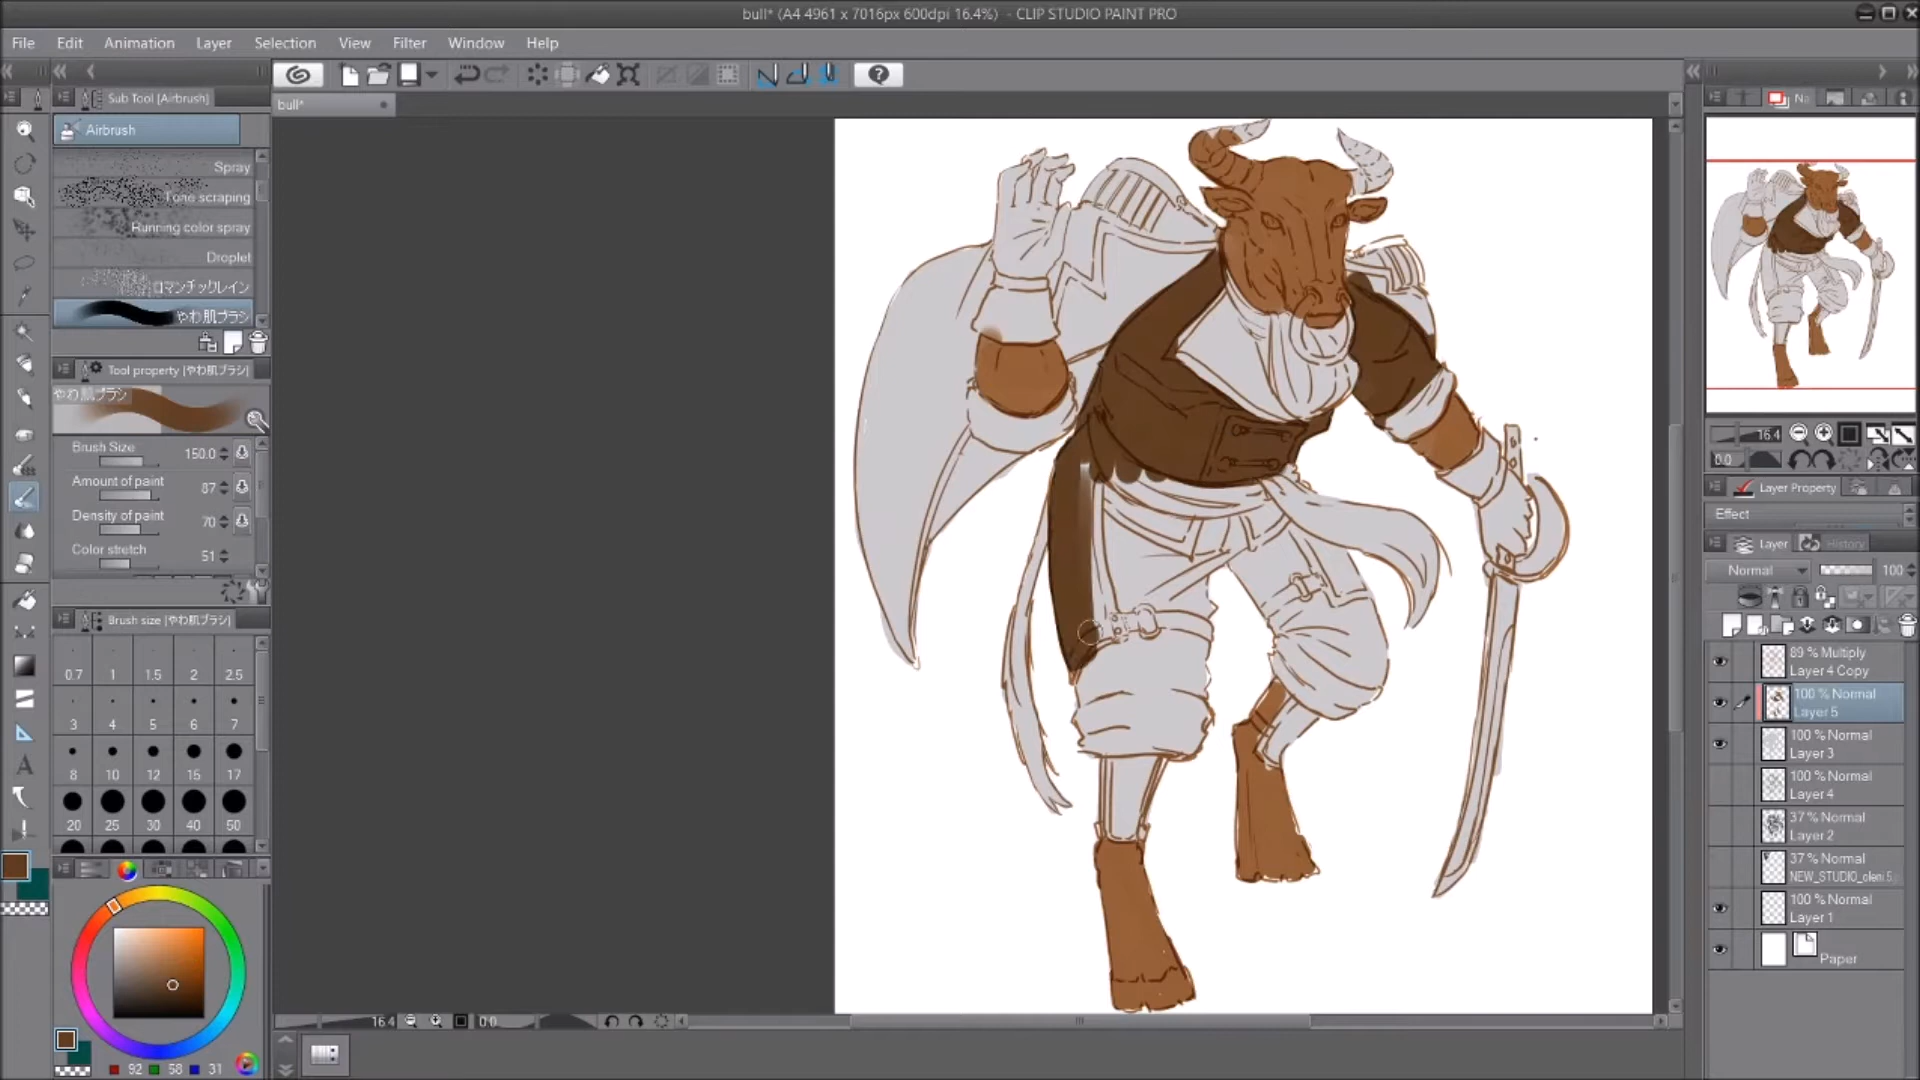 bull* (A4 4961 x 7016px 600dpi 16.4%)  - CLIP STUDIO PAINT PRO
File Edit Animation Layer Selection View Filter Window Help
Sub Tool [Airbrush]
bull*
Airbrush
Spray
Tone scraping
Running color spray
Droplet
ロマンチックレイン
やわ肌ブラシ
Tool property [やわ肌ブラシ]
やわ肌ブラシ
Brush Size 150.0
Amount of paint 87
Density of paint 70
Color stretch 51
Brush size [やわ肌ブラシ]
0.7 1 1.5 2 2.5
3 4 5 6 7
8 10 12 15 17
20 25 30 40 50
92 58 31
16.4 0.0
Na
16.4
0.0
Layer Property
Effect
Layer History
Normal 100
89 % Multiply
Layer 4 Copy
100 % Normal
Layer 5
100 % Normal
Layer 3
100 % Normal
Layer 4
37 % Normal
Layer 2
37 % Normal
NEW_STUDIO_oleni 5
100 % Normal
Layer 1
Paper